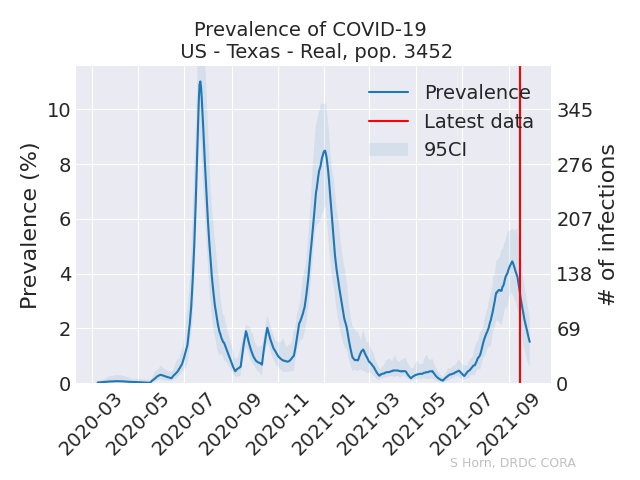 Prevalence of COVID-19
US - Texas - Real, pop. 3452
Prevalence
Latest data
95CI
Prevalence (%)
10
8
6
4
2
0
345
276
207
138
69
0
# of infections
2020-03
2020-05
2020-07
2020-09
2020-11
2021-01
2021-03
2021-05
2021-07
2021-09
S Horn, DRDC CORA